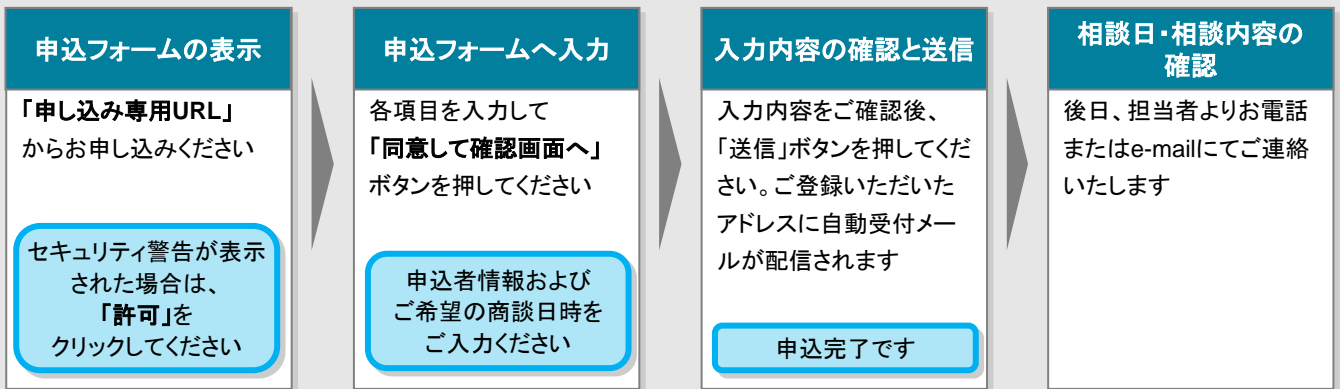 申込フォームの表示
「申し込み専用URL」
からお申し込みください
セキュリティ警告が表示
された場合は、
「許可」を
クリックしてください
申込フォームへ入力
各項目を入力して
「同意して確認画面へ」
ボタンを押してください
申込者情報および
ご希望の商談日時を
ご入力ください
入力内容の確認と送信
入力内容をご確認後、
「送信」ボタンを押してくだ
さい。ご登録いただいた
アドレスに自動受付メー
ルが配信されます
申込完了です
相談日・相談内容の
確認
後日、担当者よりお電話
またはe-mailにてご連絡
いたします